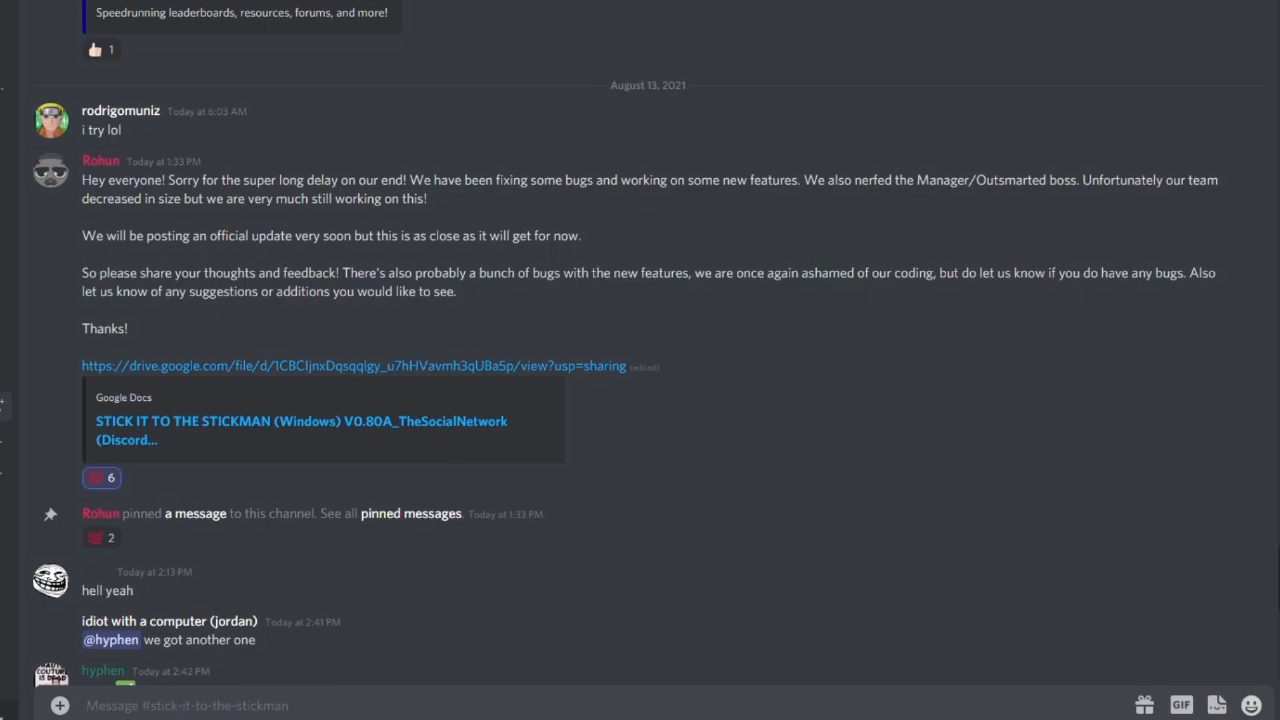 Speedrunning leaderboards, resources, forums, and more!
1
August 13, 2021
rodrigomuniz Today at 6:03 AM
i try lol
Rohun Today at 1:33 PM
Hey everyone! Sorry for the super long delay on our end! We have been fixing some bugs and working on some new features. We also nerfed the Manager/Outsmarted boss. Unfortunately our team
decreased in size but we are very much still working on this!
We will be posting an official update very soon but this is as close as it will get for now.
So please share your thoughts and feedback! There's also probably a bunch of bugs with the new features, we are once again ashamed of our coding, but do let us know if you do have any bugs. Also
let us know of any suggestions or additions you would like to see.
Thanks!
https://drive.google.com/file/d/1CBCIjnxDqsqqlgy_u7hHVavmh3qUBa5p/view?usp=sharing (edited)
Google Docs
STICK IT TO THE STICKMAN (Windows) V0.80A_TheSocialNetwork
(Discord...
6
Rohun pinned a message to this channel. See all pinned messages. Today at 1:33 PM
2
Today at 2:13 PM
hell yeah
idiot with a computer (jordan) Today at 2:41 PM
@hyphen we got another one
hyphen Today at 2:42 PM
Message #stick-it-to-the-stickman
GIF